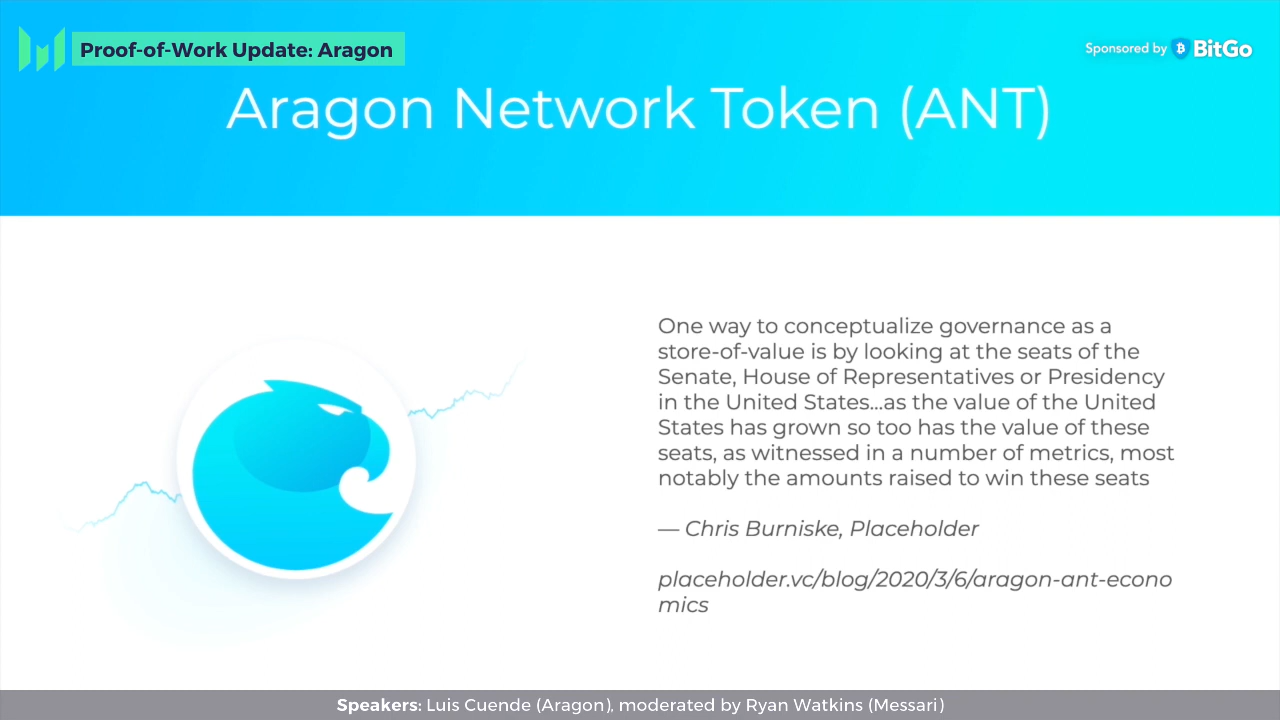 Proof-of-Work Update: Aragon
Sponsored by BitGo
Aragon Network Token (ANT)
One way to conceptualize governance as a
store-of-value is by looking at the seats of the
Senate, House of Representatives or Presidency
in the United States...as the value of the United
States has grown so too has the value of these
seats, as witnessed in a number of metrics, most
notably the amounts raised to win these seats
— Chris Burniske, Placeholder
placeholder.vc/blog/2020/3/6/aragon-ant-econo
mics
Speakers: Luis Cuende (Aragon), moderated by Ryan Watkins (Messari)